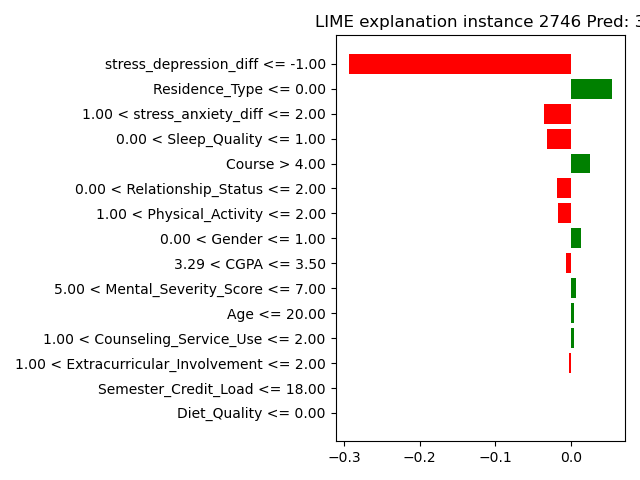 LIME explanation instance 2746 Pred: 3
stress_depression_diff <= -1.00
Residence_Type <= 0.00
1.00 < stress_anxiety_diff <= 2.00
0.00 < Sleep_Quality <= 1.00
Course > 4.00
0.00 < Relationship_Status <= 2.00
1.00 < Physical_Activity <= 2.00
0.00 < Gender <= 1.00
3.29 < CGPA <= 3.50
5.00 < Mental_Severity_Score <= 7.00
Age <= 20.00
1.00 < Counseling_Service_Use <= 2.00
1.00 < Extracurricular_Involvement <= 2.00
Semester_Credit_Load <= 18.00
Diet_Quality <= 0.00
−0.3 −0.2 −0.1 0.0